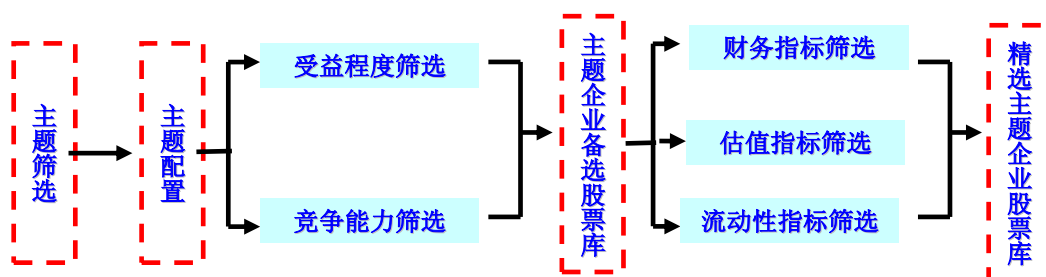 主题筛选
主题配置
受益程度筛选
竞争能力筛选
主题企业备选股票库
财务指标筛选
估值指标筛选
流动性指标筛选
精选主题企业股票库